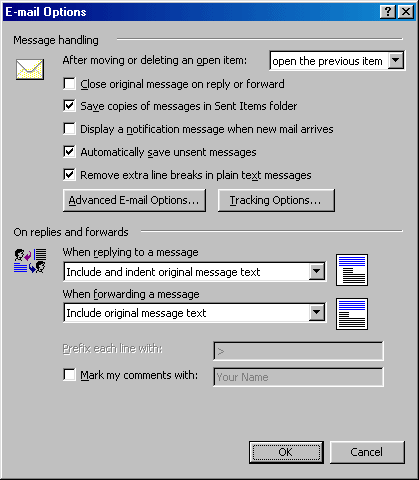 E-mail Options
Message handling
After moving or deleting an open item:
open the previous item
Close original message on reply or forward
Save copies of messages in Sent Items folder
Display a notification message when new mail arrives
Automatically save unsent messages
Remove extra line breaks in plain text messages
Advanced E-mail Options...
Tracking Options...
On replies and forwards
When replying to a message
Include and indent original message text
When forwarding a message
Include original message text
Prefix each line with:
>
Mark my comments with:
Your Name
OK
Cancel